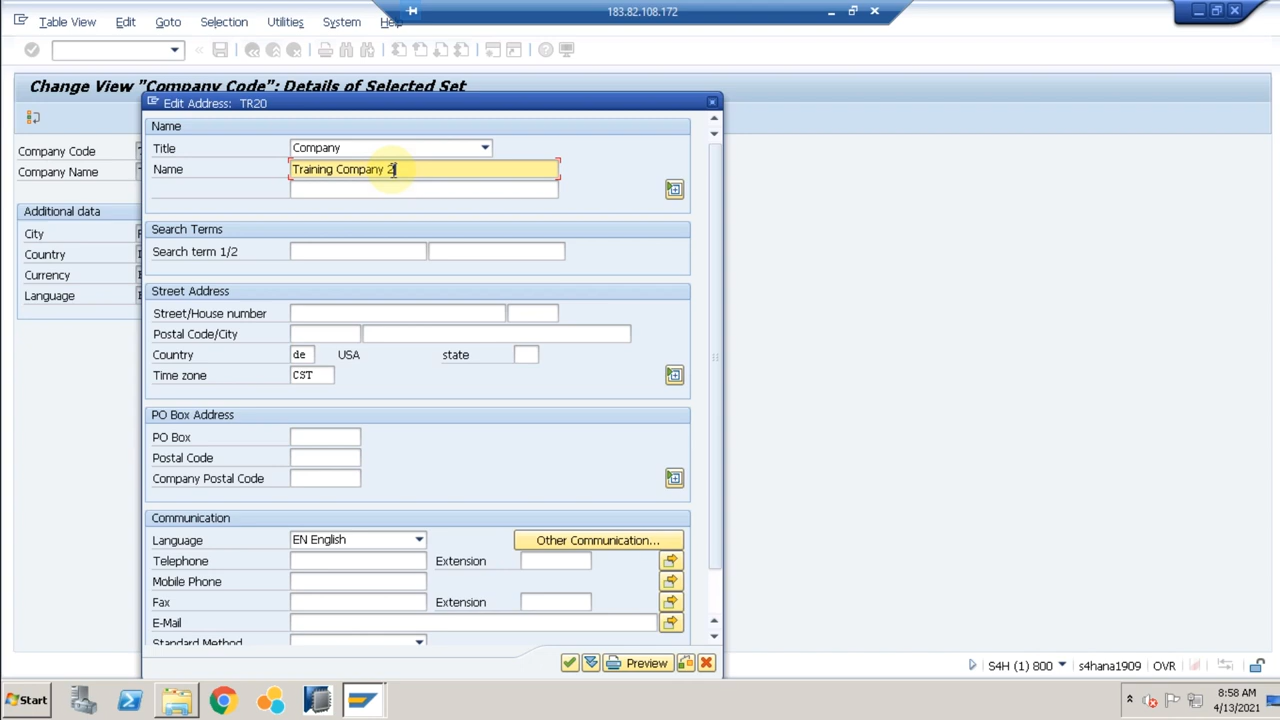 183.82.108.172
Table View Edit Goto Selection Utilities System Help
Change View "Company Code": Details of Selected Set
Edit Address: TR20
Name
Title Company
Name Training Company 2
Search Terms
Search term 1/2
Street Address
Street/House number
Postal Code/City
Country de USA state
Time zone CST
PO Box Address
PO Box
Postal Code
Company Postal Code
Communication
Language EN English Other Communication...
Telephone Extension
Mobile Phone
Fax Extension
E-Mail
Standard Method
Preview
Company Code
Company Name
Additional data
City
Country
Currency
Language
S4H (1) 800 s4hana1909 OVR
Start
8:58 AM
4/13/2021